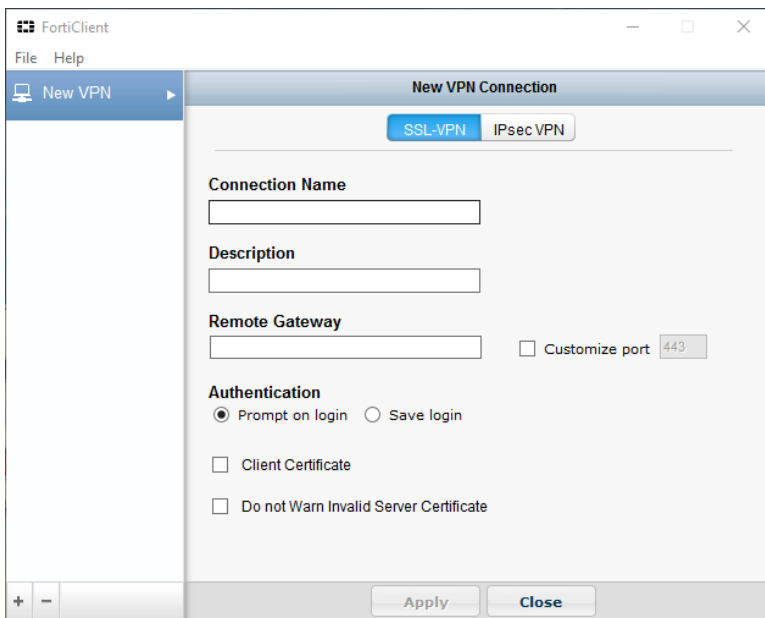 FortiClient
File Help
New VPN
New VPN Connection
SSL-VPN IPsec VPN
Connection Name
Description
Remote Gateway
Customize port 443
Authentication
Prompt on login Save login
Client Certificate
Do not Warn Invalid Server Certificate
+ −
Apply Close